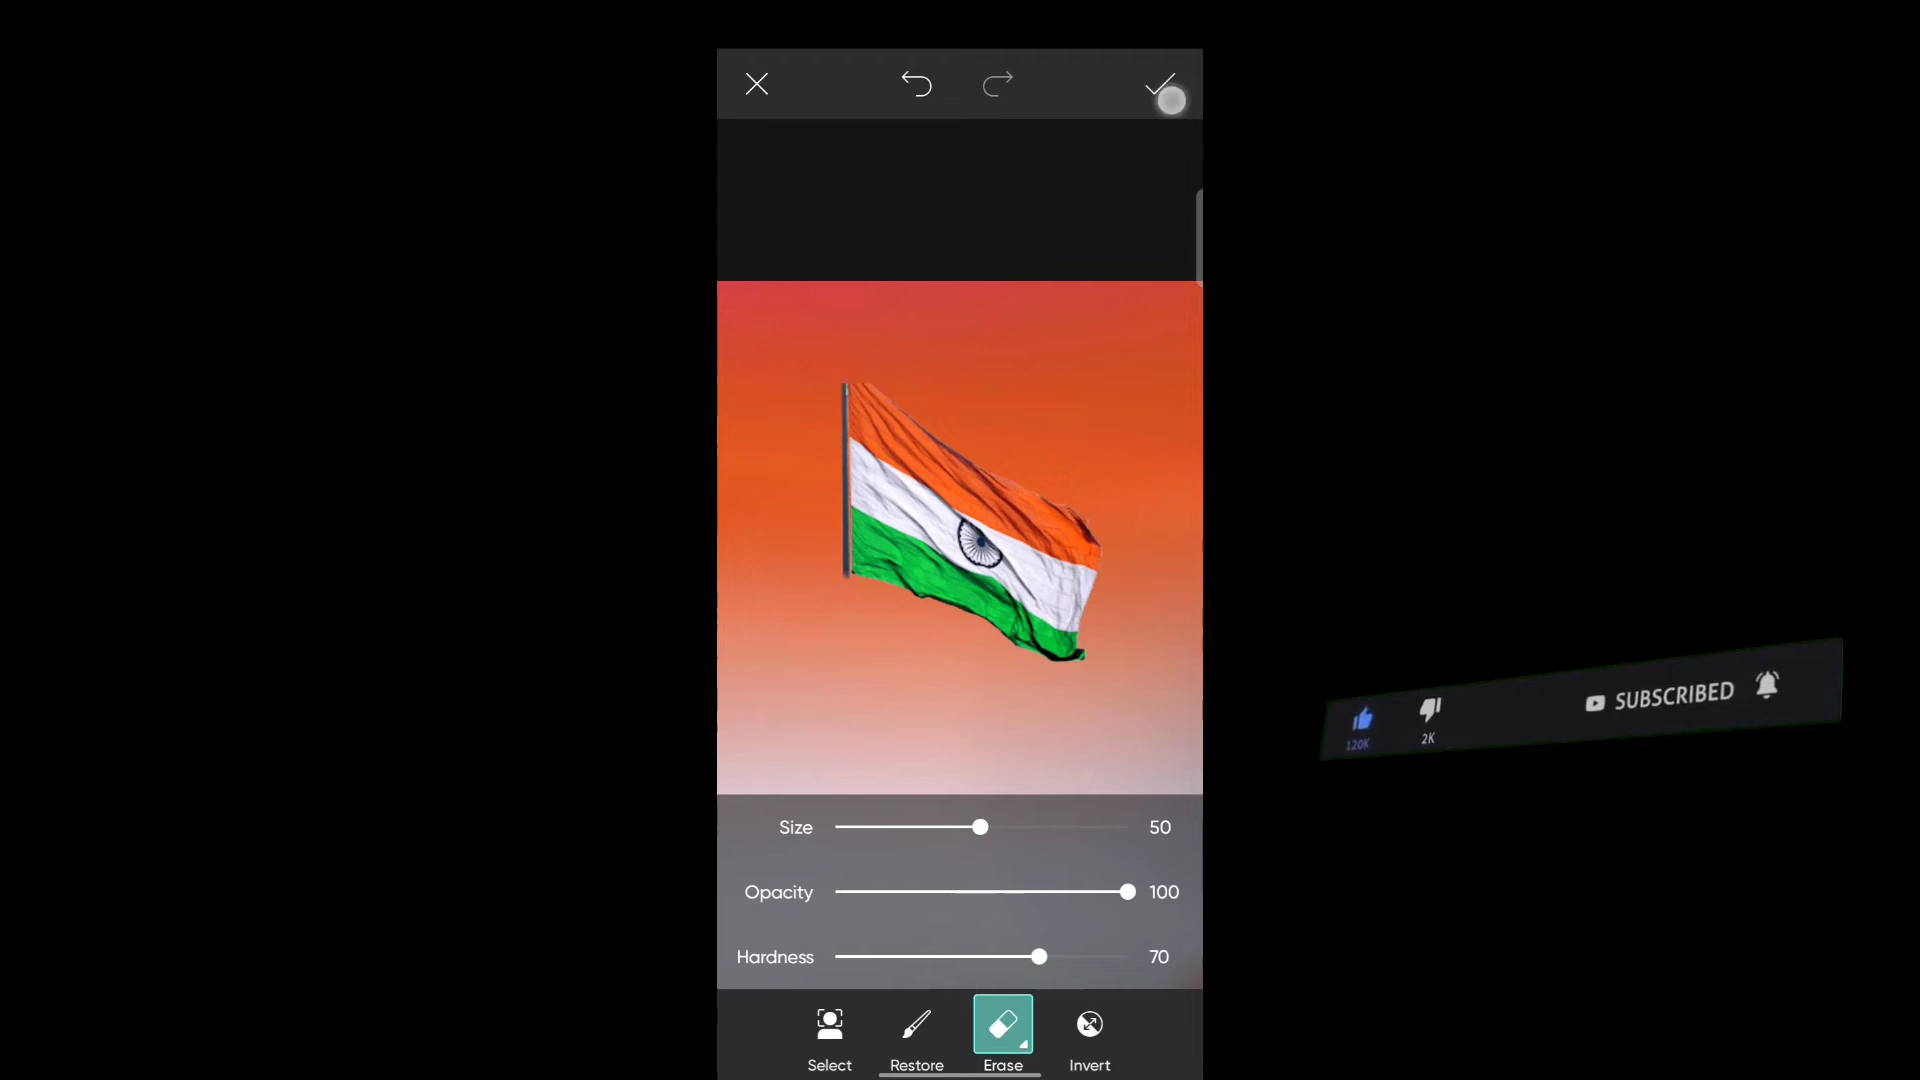 Size 50
Opacity 100
Hardness 70
Select Restore Erase Invert
120K 2K SUBSCRIBED